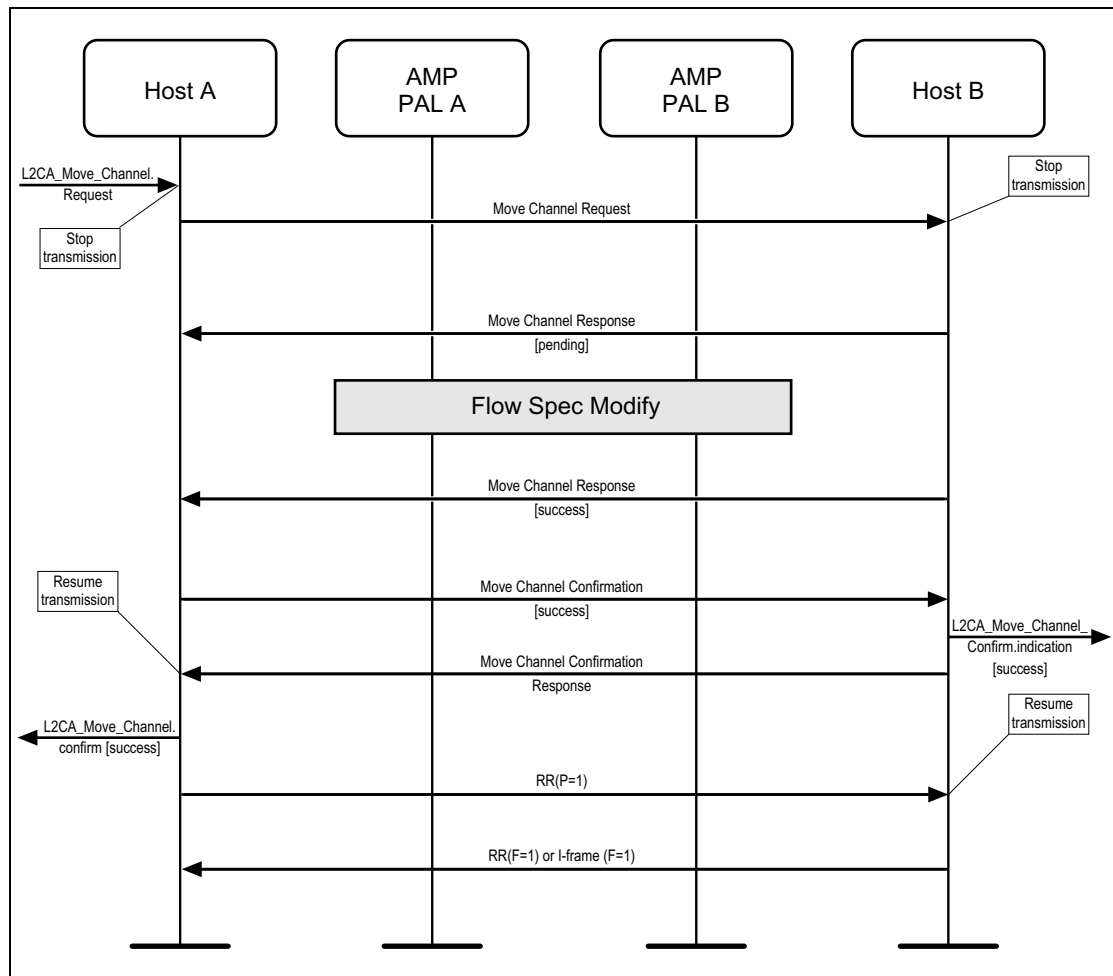 Host A
AMP
PAL A
AMP
PAL B
Host B
L2CA_Move_Channel.
Request
Stop
transmission
Move Channel Request
Stop
transmission
Move Channel Response
[pending]
Flow Spec Modify
Move Channel Response
[success]
Resume
transmission
Move Channel Confirmation
[success]
L2CA_Move_Channel_
Confirm.indication
[success]
Move Channel Confirmation
Response
L2CA_Move_Channel.
confirm [success]
Resume
transmission
RR(P=1)
RR(F=1) or I-frame (F=1)